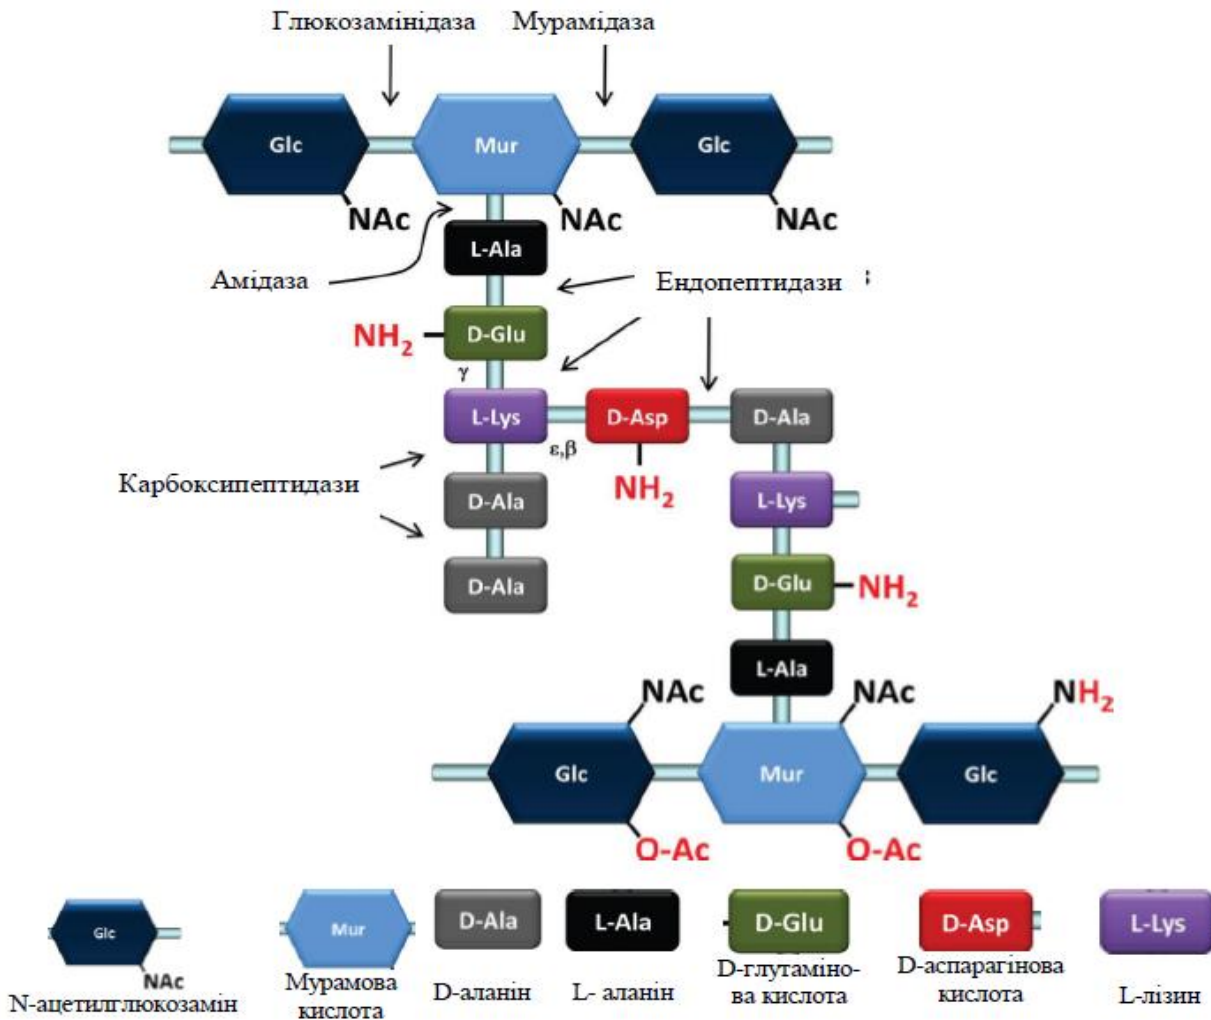 Глюкозамінідаза Мурамідаза
Glc Mur Glc
NAc NAc NAc
L-Ala
Амідаза
Ендопептидази
NH2 D-Glu
γ
L-Lys D-Asp D-Ala
ε,β
Карбоксипептидази
NH2
D-Ala L-Lys
D-Ala D-Glu NH2
L-Ala
NAc NAc NH2
Glc Mur Glc
O-Ac O-Ac
Glc Mur D-Ala L-Ala D-Glu D-Asp L-Lys
NAc
N-ацетилглюкозамін
Мурамова
кислота
D-аланін
L- аланін
D-глутаміно-
ва кислота
D-аспарагінова
кислота
L-лізин